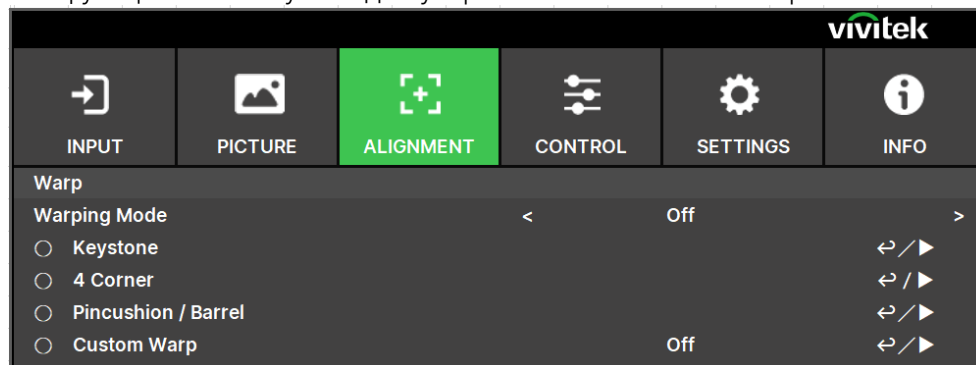 vivitek
INPUT PICTURE ALIGNMENT CONTROL SETTINGS INFO
Warp
Warping Mode < Off >
○ Keystone ↩/▶
○ 4 Corner ↩/▶
○ Pincushion / Barrel ↩/▶
○ Custom Warp Off ↩/▶